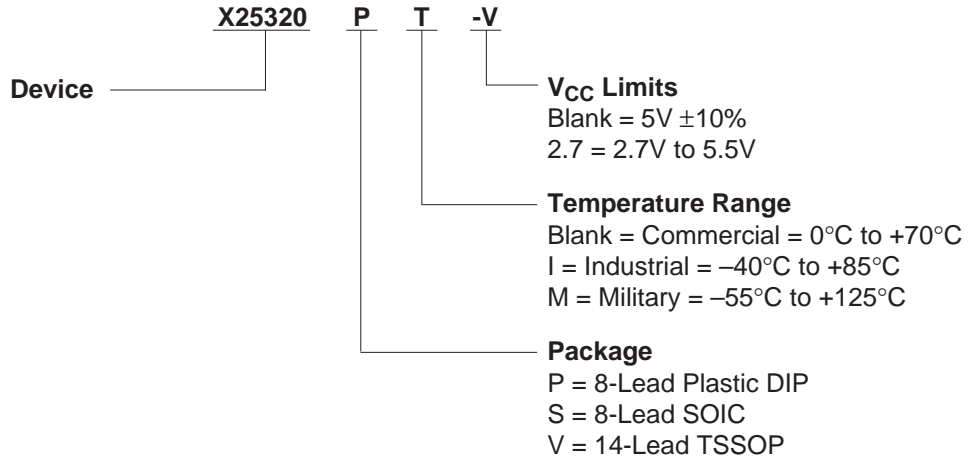 X25320 P T -V
Device
VCC Limits
Blank = 5V ±10%
2.7 = 2.7V to 5.5V
Temperature Range
Blank = Commercial = 0°C to +70°C
I = Industrial = –40°C to +85°C
M = Military = –55°C to +125°C
Package
P = 8-Lead Plastic DIP
S = 8-Lead SOIC
V = 14-Lead TSSOP